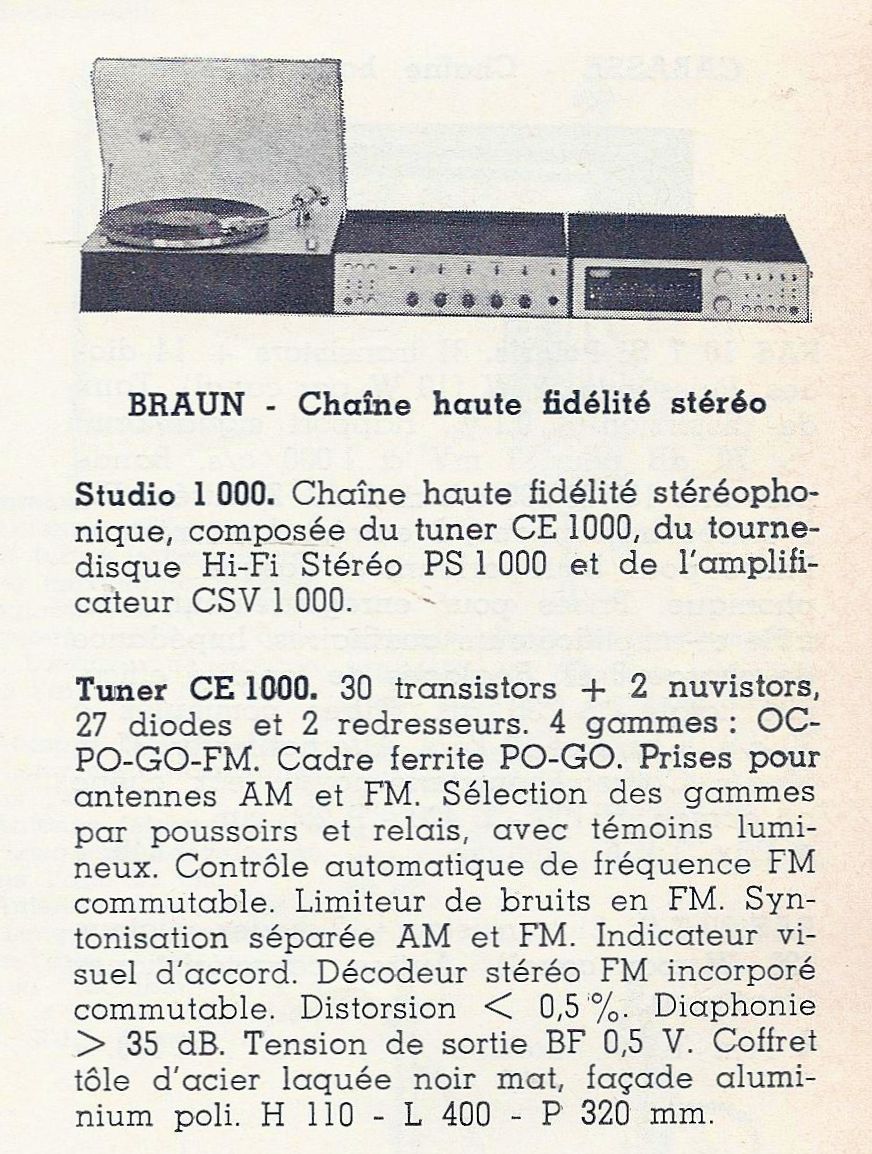 BRAUN - Chaîne haute fidélité stéréo
Studio 1 000. Chaîne haute fidélité stéréopho-
nique, composée du tuner CE 1000, du tourne-
disque Hi-Fi Stéréo PS 1 000 et de l'amplifi-
cateur CSV 1 000.
Tuner CE 1000. 30 transistors + 2 nuvistors,
27 diodes et 2 redresseurs. 4 gammes : OC-
PO-GO-FM. Cadre ferrite PO-GO. Prises pour
antennes AM et FM. Sélection des gammes
par poussoirs et relais, avec témoins lumi-
neux. Contrôle automatique de fréquence FM
commutable. Limiteur de bruits en FM. Syn-
tonisation séparée AM et FM. Indicateur vi-
suel d'accord. Décodeur stéréo FM incorporé
commutable. Distorsion < 0,5 %. Diaphonie
> 35 dB. Tension de sortie BF 0,5 V. Coffret
tôle d'acier laquée noir mat, façade alumi-
nium poli. H 110 - L 400 - P 320 mm.